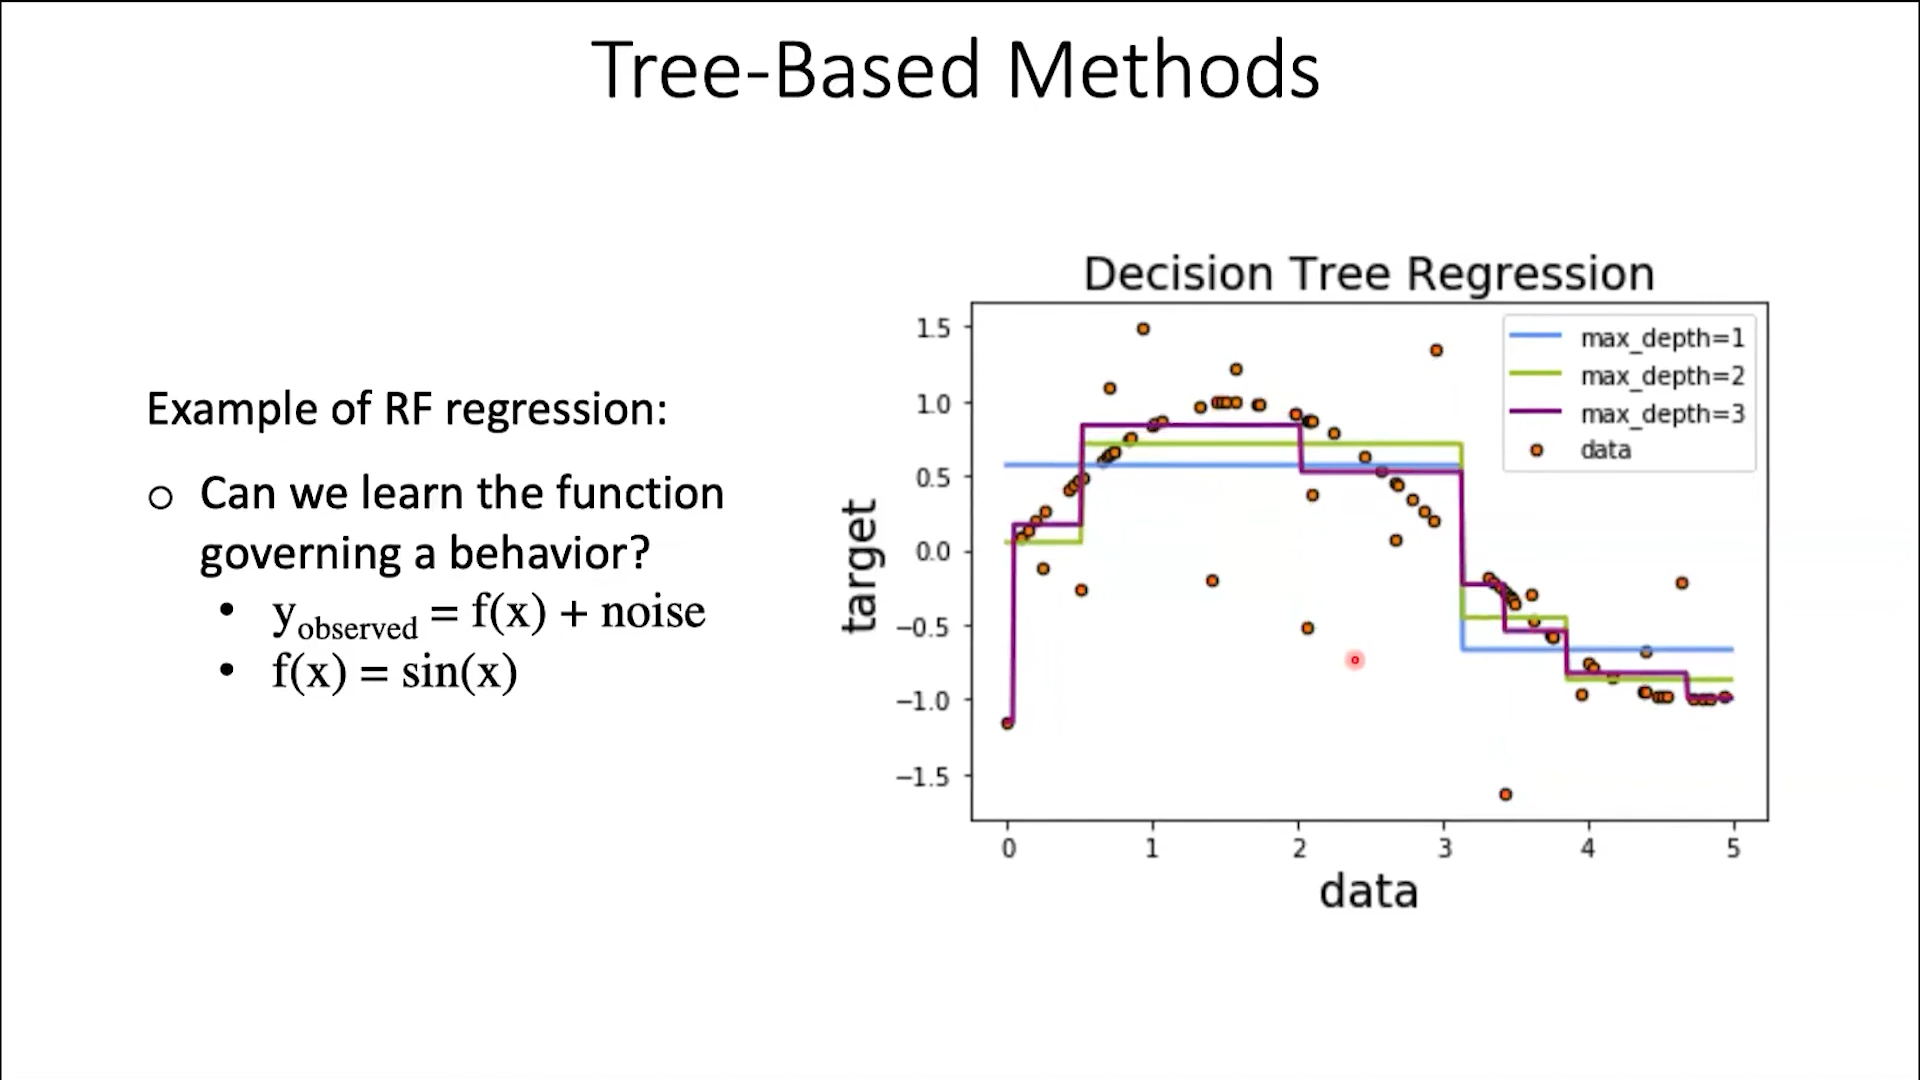 Tree-Based Methods
Example of RF regression:
Can we learn the function
governing a behavior?
y_observed = f(x) + noise
f(x) = sin(x)
Decision Tree Regression
max_depth=1
max_depth=2
max_depth=3
data
target
1.5
1.0
0.5
0.0
−0.5
−1.0
−1.5
0 1 2 3 4 5
data